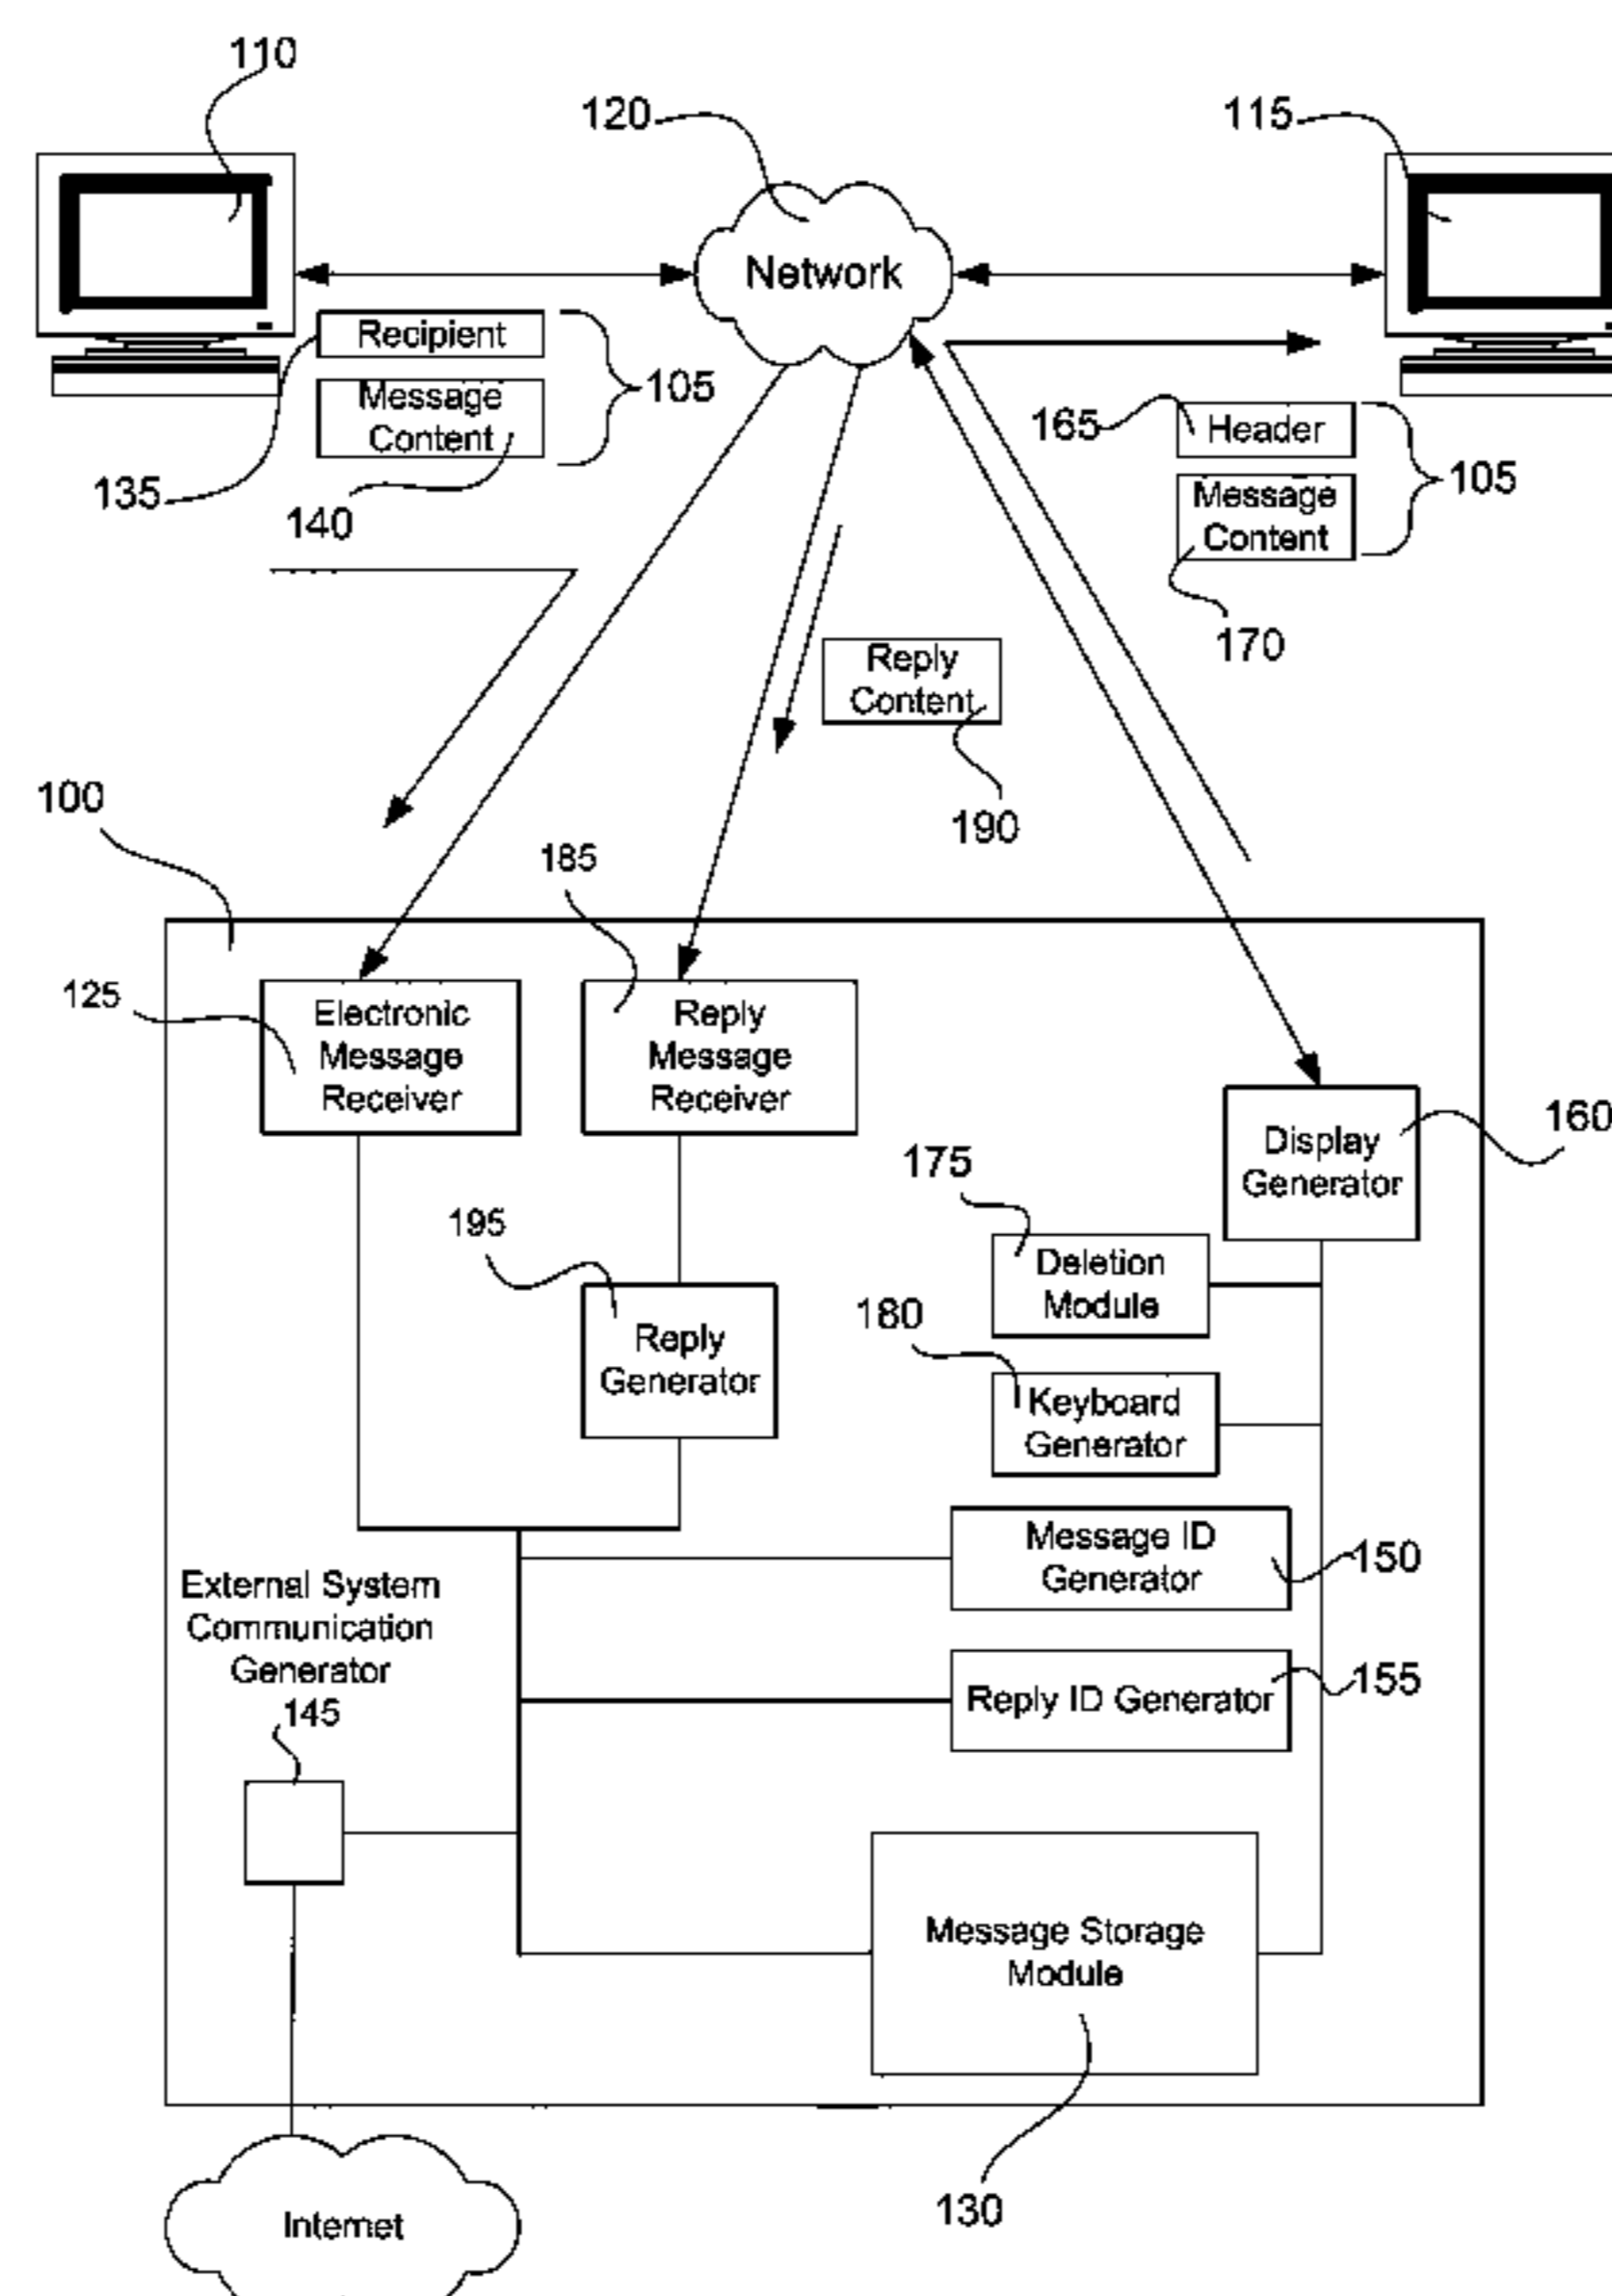 110
120
115
Network
Recipient
Message
Content
105
135
140
165
Header
Message
Content
105
170
Reply
Content
190
100
185
125
Electronic
Message
Receiver
Reply
Message
Receiver
160
Display
Generator
175
Deletion
Module
195
Reply
Generator
180
Keyboard
Generator
Message ID
Generator
150
External System
Communication
Generator
145
Reply ID Generator
155
Message Storage
Module
130
Internet